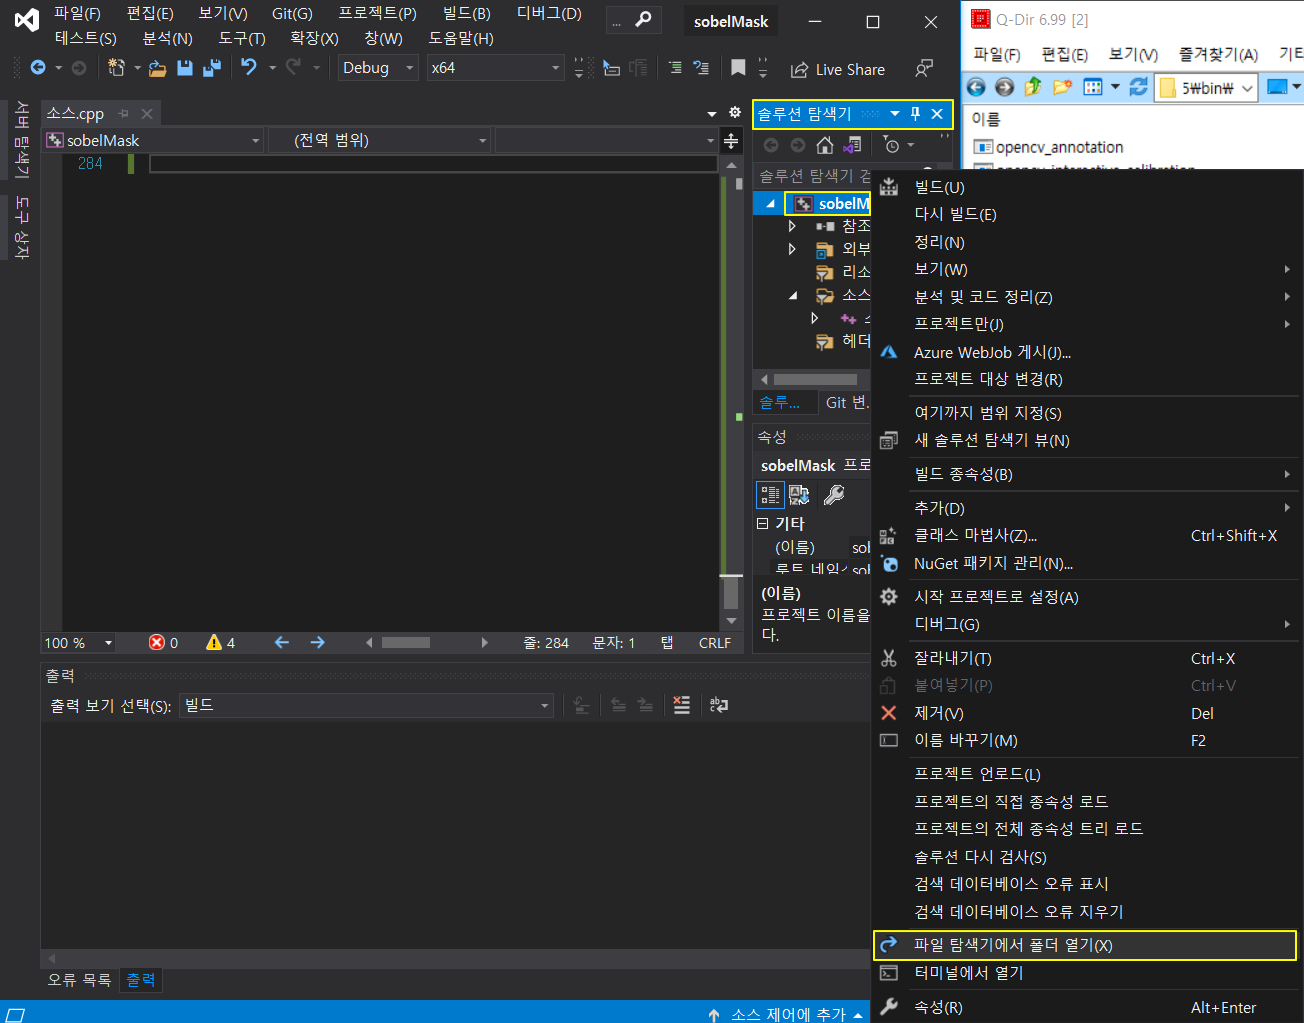 파일(F) 편집(E) 보기(V) Git(G) 프로젝트(P) 빌드(B) 디버그(D) ... sobelMask
테스트(S) 분석(N) 도구(T) 확장(X) 창(W) 도움말(H)
Debug x64 Live Share
서버 탐색기
도구 상자
소스.cpp
sobelMask (전역 범위)
284
100 % 0 4 줄: 284 문자: 1 탭 CRLF
출력
출력 보기 선택(S): 빌드
오류 목록 출력
소스 제어에 추가
솔루션 탐색기
솔루션 탐색기 검
sobelM
참조
외부
리소
소스
헤더
솔루... Git 변.
속성
sobelMask 프로
기타
(이름) sob
루트 네임스 sob
(이름)
프로젝트 이름을
다.
Q-Dir 6.99 [2]
파일(F) 편집(E) 보기(V) 즐겨찾기(A) 기타
5₩bin₩
이름
opencv_annotation
opencv_interactive_calibration
빌드(U)
다시 빌드(E)
정리(N)
보기(W)
분석 및 코드 정리(Z)
프로젝트만(J)
Azure WebJob 게시(J)...
프로젝트 대상 변경(R)
여기까지 범위 지정(S)
새 솔루션 탐색기 뷰(N)
빌드 종속성(B)
추가(D)
클래스 마법사(Z)... Ctrl+Shift+X
NuGet 패키지 관리(N)...
시작 프로젝트로 설정(A)
디버그(G)
잘라내기(T) Ctrl+X
붙여넣기(P) Ctrl+V
제거(V) Del
이름 바꾸기(M) F2
프로젝트 언로드(L)
프로젝트의 직접 종속성 로드
프로젝트의 전체 종속성 트리 로드
솔루션 다시 검사(S)
검색 데이터베이스 오류 표시
검색 데이터베이스 오류 지우기
파일 탐색기에서 폴더 열기(X)
터미널에서 열기
속성(R) Alt+Enter